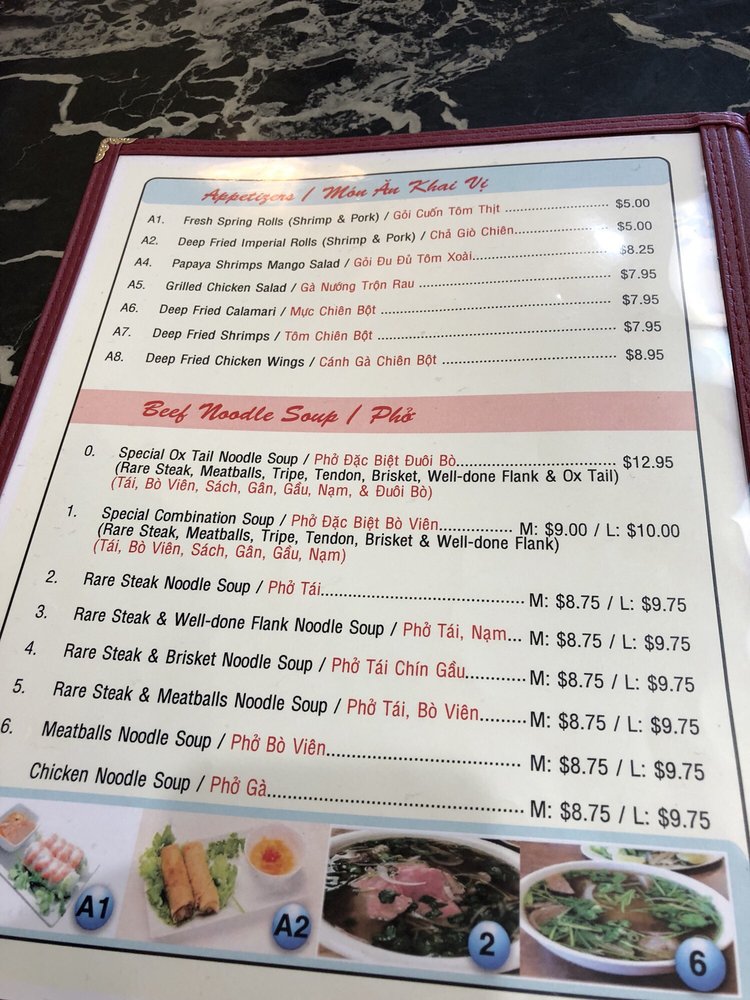 Appetizers / Món Ăn Khai Vị
A1. Fresh Spring Rolls (Shrimp & Pork) / Gỏi Cuốn Tôm Thịt ........................ $5.00
A2. Deep Fried Imperial Rolls (Shrimp & Pork) / Chả Giò Chiên..................... $5.00
A4. Papaya Shrimps Mango Salad / Gỏi Đu Đủ Tôm Xoài............................. $8.25
A5. Grilled Chicken Salad / Gà Nướng Trộn Rau ........................................ $7.95
A6. Deep Fried Calamari / Mực Chiên Bột ................................................ $7.95
A7. Deep Fried Shrimps / Tôm Chiên Bột ................................................ $7.95
A8. Deep Fried Chicken Wings / Cánh Gà Chiên Bột ................................... $8.95
Beef Noodle Soup / Phở
0. Special Ox Tail Noodle Soup / Phở Đặc Biệt Đuôi Bò.................................. $12.95
(Rare Steak, Meatballs, Tripe, Tendon, Brisket, Well-done Flank & Ox Tail)
(Tái, Bò Viên, Sách, Gân, Gầu, Nạm, & Đuôi Bò)
1. Special Combination Soup / Phở Đặc Biệt Bò Viên................ M: $9.00 / L: $10.00
(Rare Steak, Meatballs, Tripe, Tendon, Brisket & Well-done Flank)
(Tái, Bò Viên, Sách, Gân, Gầu, Nạm)
2. Rare Steak Noodle Soup / Phở Tái............................................. M: $8.75 / L: $9.75
3. Rare Steak & Well-done Flank Noodle Soup / Phở Tái, Nạm... M: $8.75 / L: $9.75
4. Rare Steak & Brisket Noodle Soup / Phở Tái Chín Gầu............. M: $8.75 / L: $9.75
5. Rare Steak & Meatballs Noodle Soup / Phở Tái, Bò Viên......... M: $8.75 / L: $9.75
6. Meatballs Noodle Soup / Phở Bò Viên....................................... M: $8.75 / L: $9.75
Chicken Noodle Soup / Phở Gà.................................................. M: $8.75 / L: $9.75
A1
A2
2
6